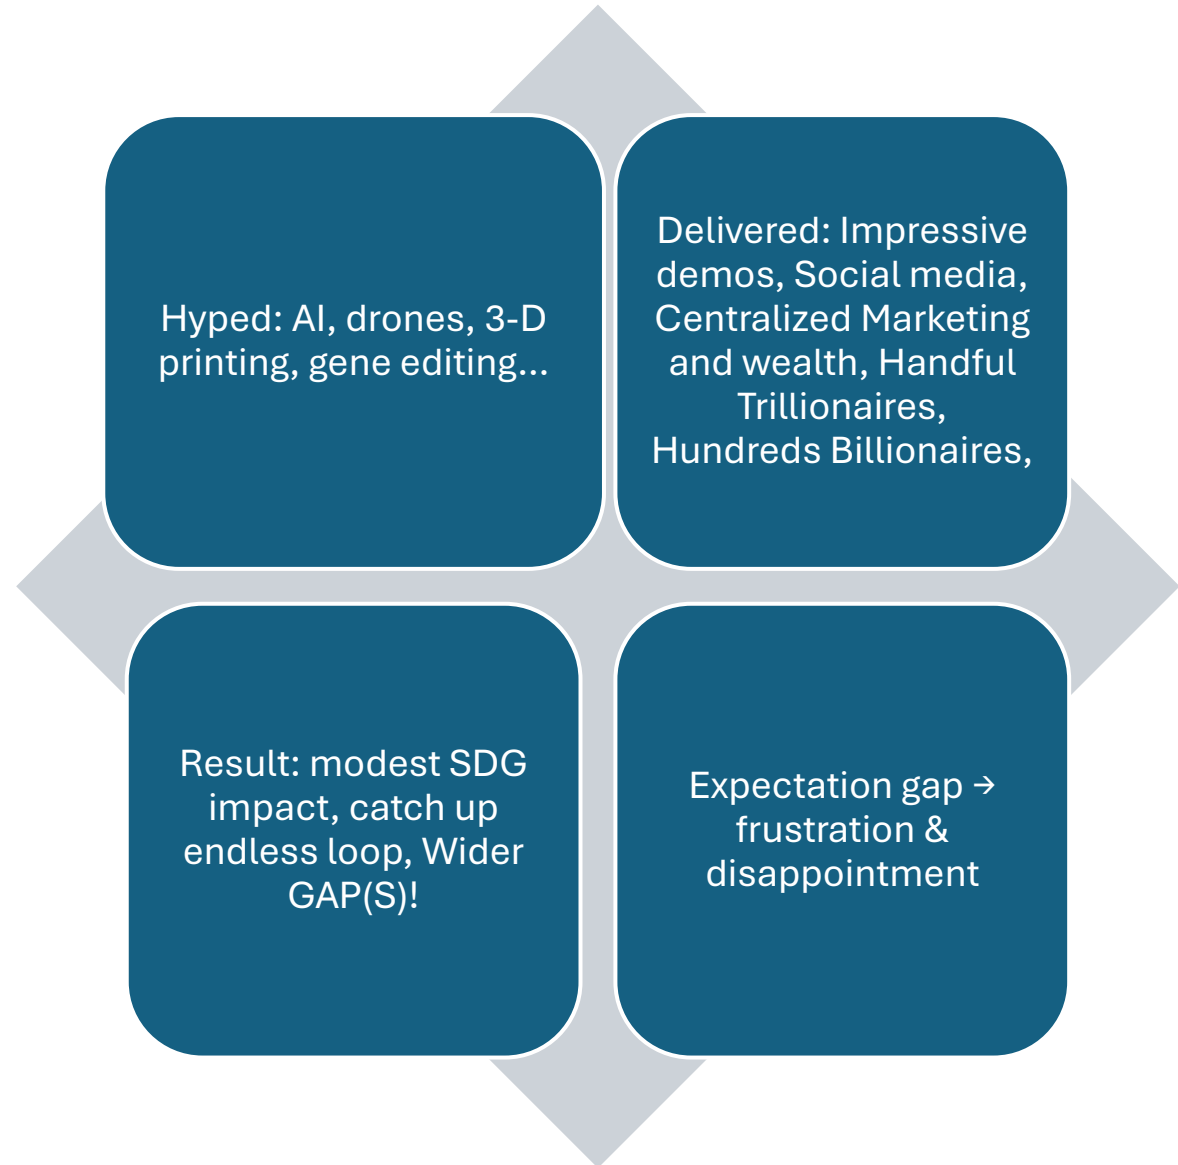 Hyped: AI, drones, 3-D
printing, gene editing…
Delivered: Impressive
demos, Social media,
Centralized Marketing
and wealth, Handful
Trillionaires,
Hundreds Billionaires,
Result: modest SDG
impact, catch up
endless loop, Wider
GAP(S)!
Expectation gap →
frustration &
disappointment